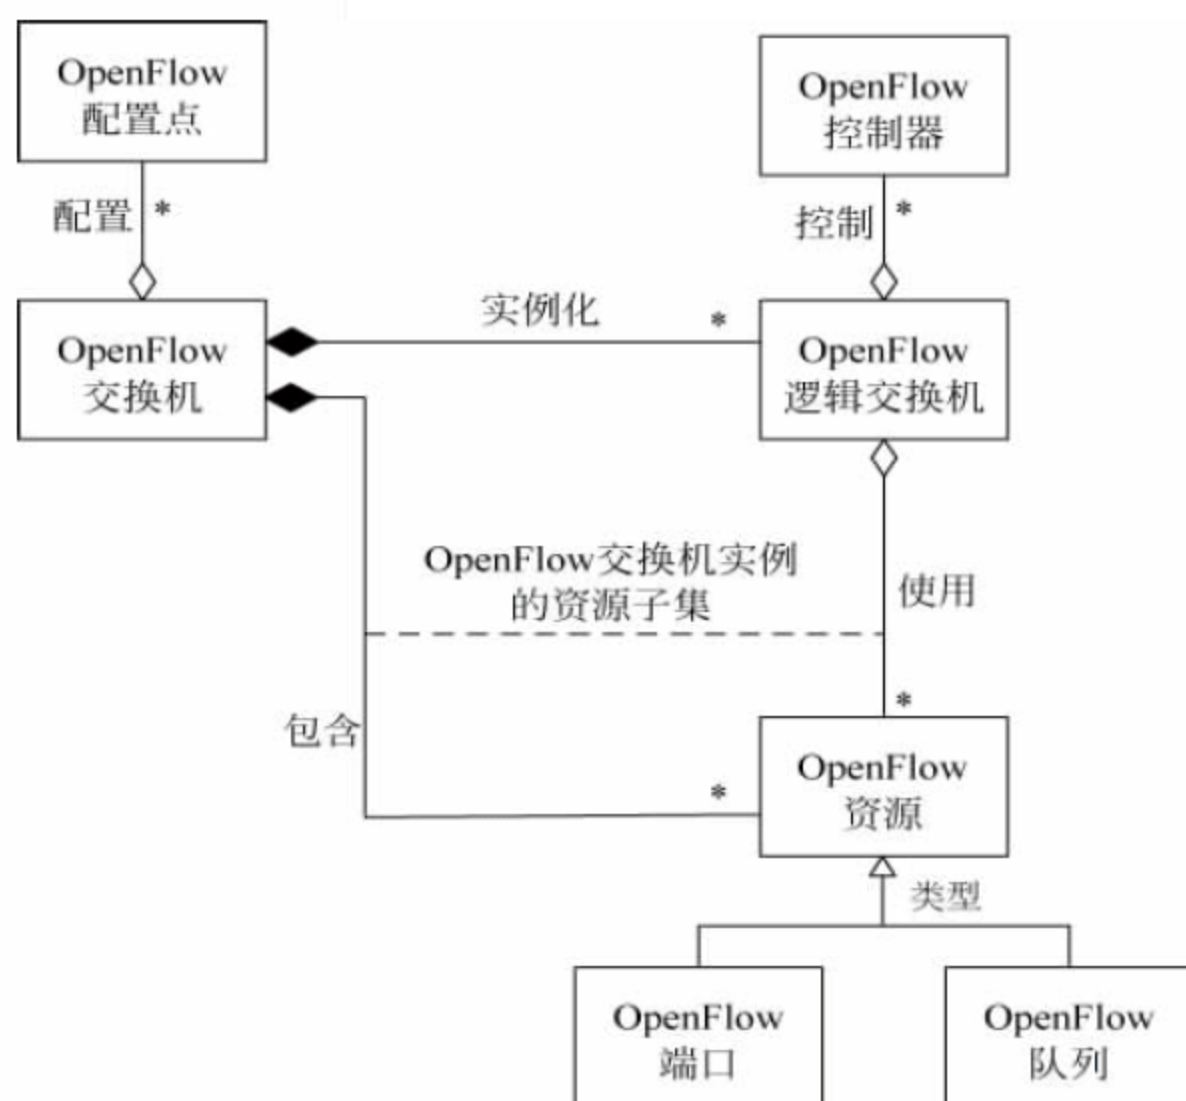 OpenFlow
配置点
OpenFlow
控制器
配置
*
控制
*
OpenFlow
交换机
实例化
*
OpenFlow
逻辑交换机
OpenFlow交换机实例
的资源子集
使用
*
包含
*
OpenFlow
资源
类型
OpenFlow
端口
OpenFlow
队列